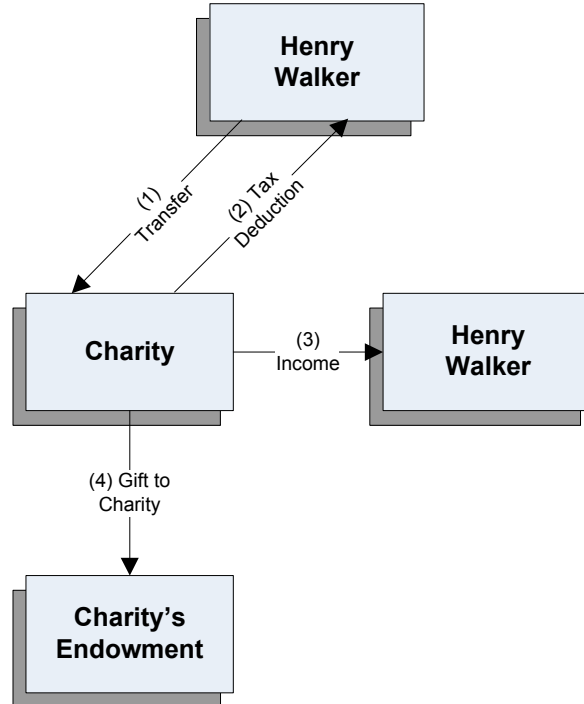 Henry
Walker
(1)
Transfer
(2) Tax
Deduction
Charity
(3)
Income
Henry
Walker
(4) Gift to
Charity
Charity’s
Endowment